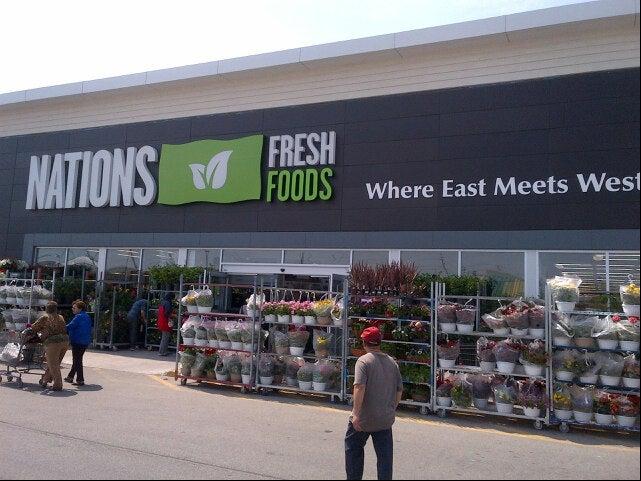 NATIONS
FRESH
FOODS
Where East Meets West